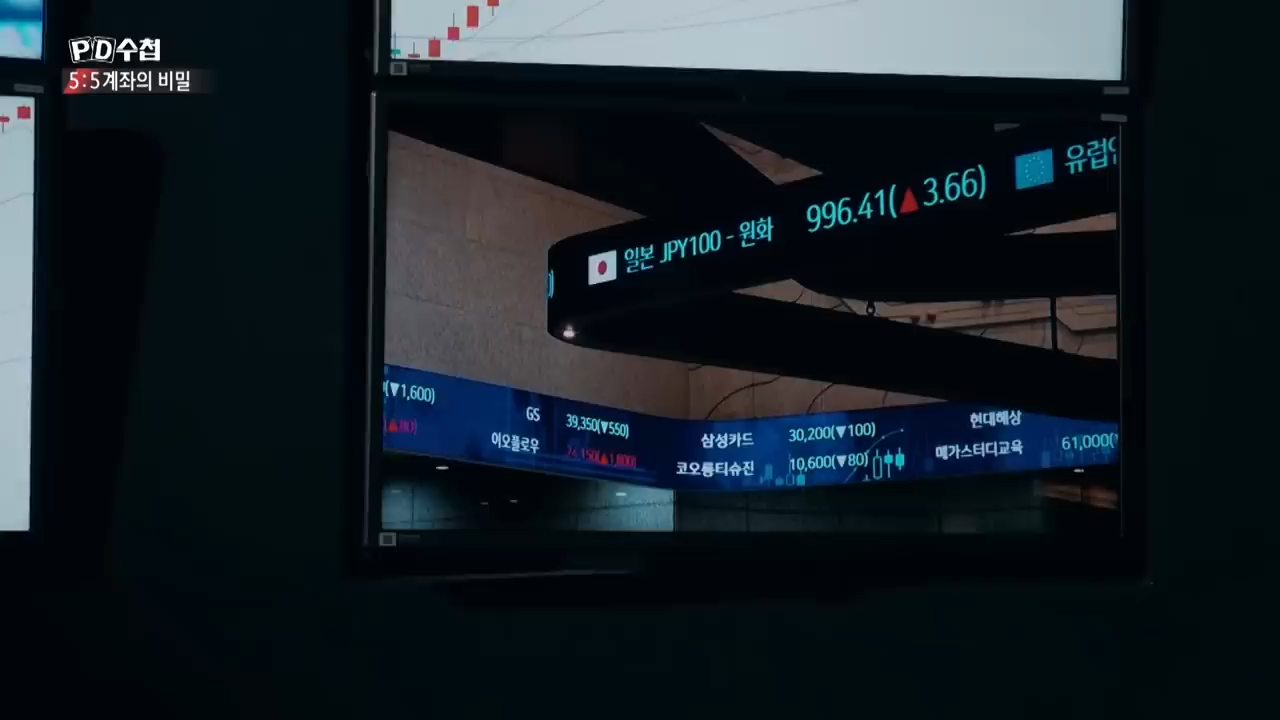 PD수첩
5:5계좌의 비밀
996.41(▲3.66)
일본 JPY100 - 원화
(▼1,600)
GS 39,350(▼550)
이오플로우
삼성카드 30,200(▼100)
코오롱티슈진 10,600(▼80)
현대해상
메가스터디교육 61,000(